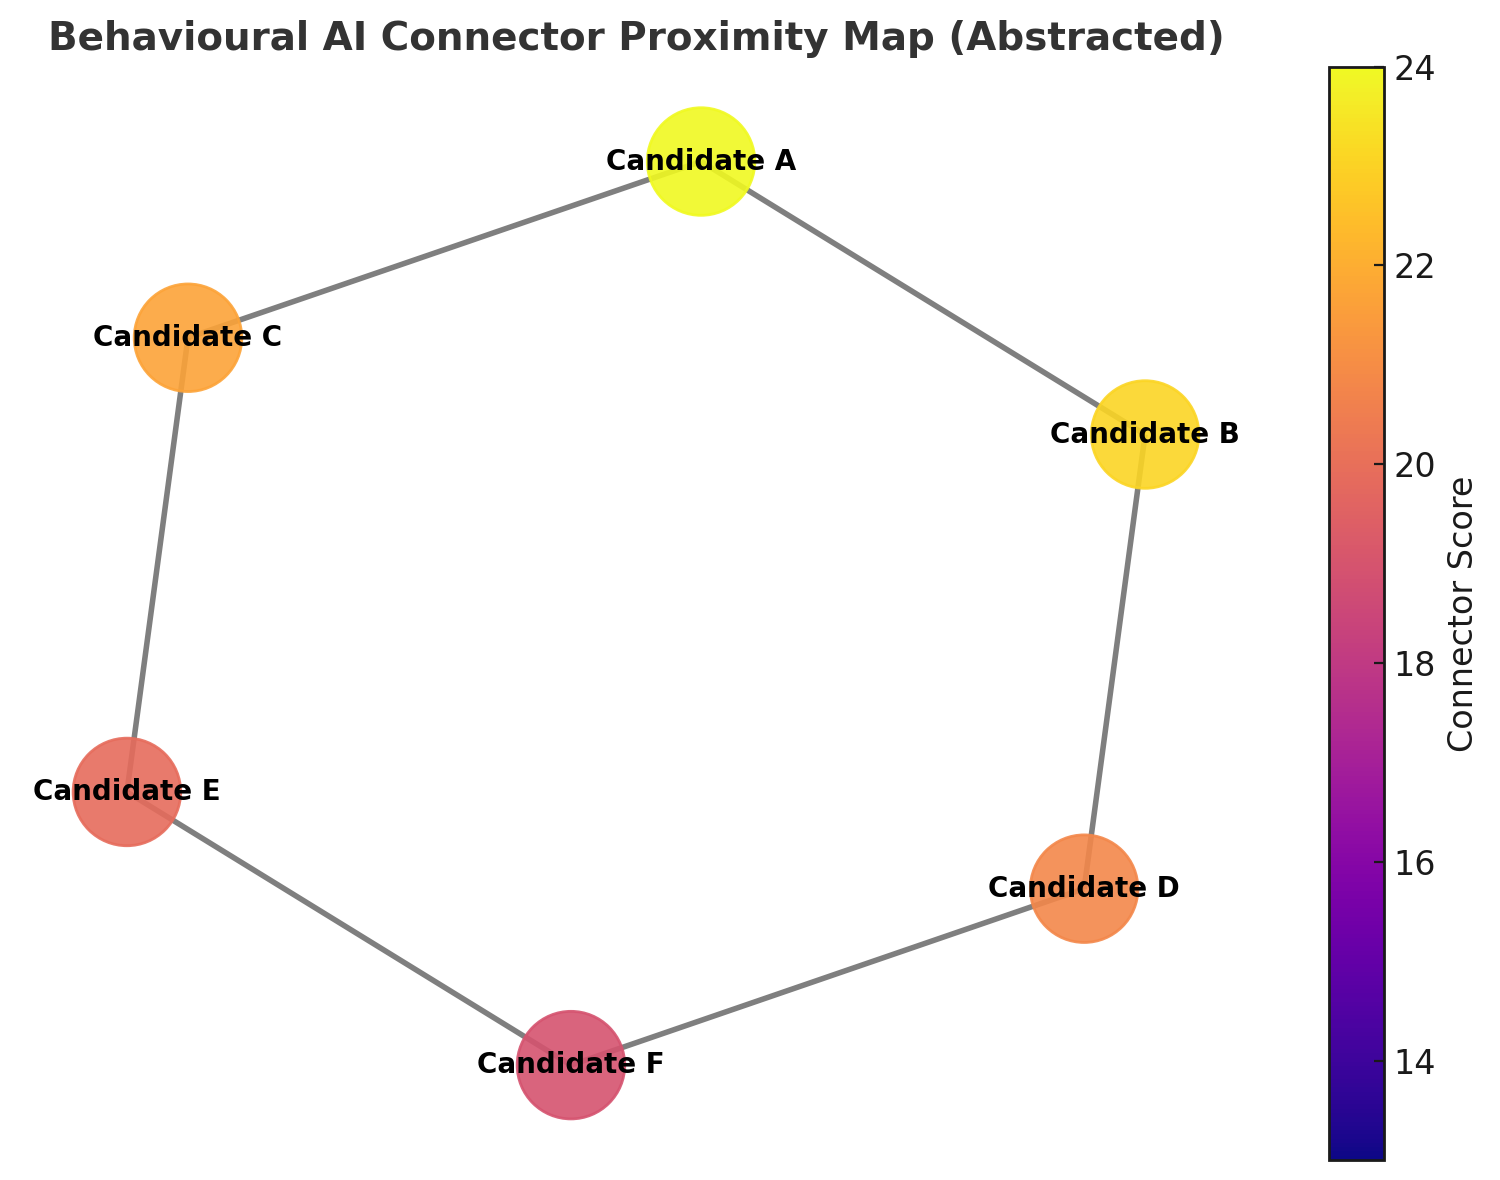 Behavioural AI Connector Proximity Map (Abstracted)
Candidate A
Candidate C
Candidate B
Candidate E
Candidate D
Candidate F
24
22
20
18
16
14
Connector Score